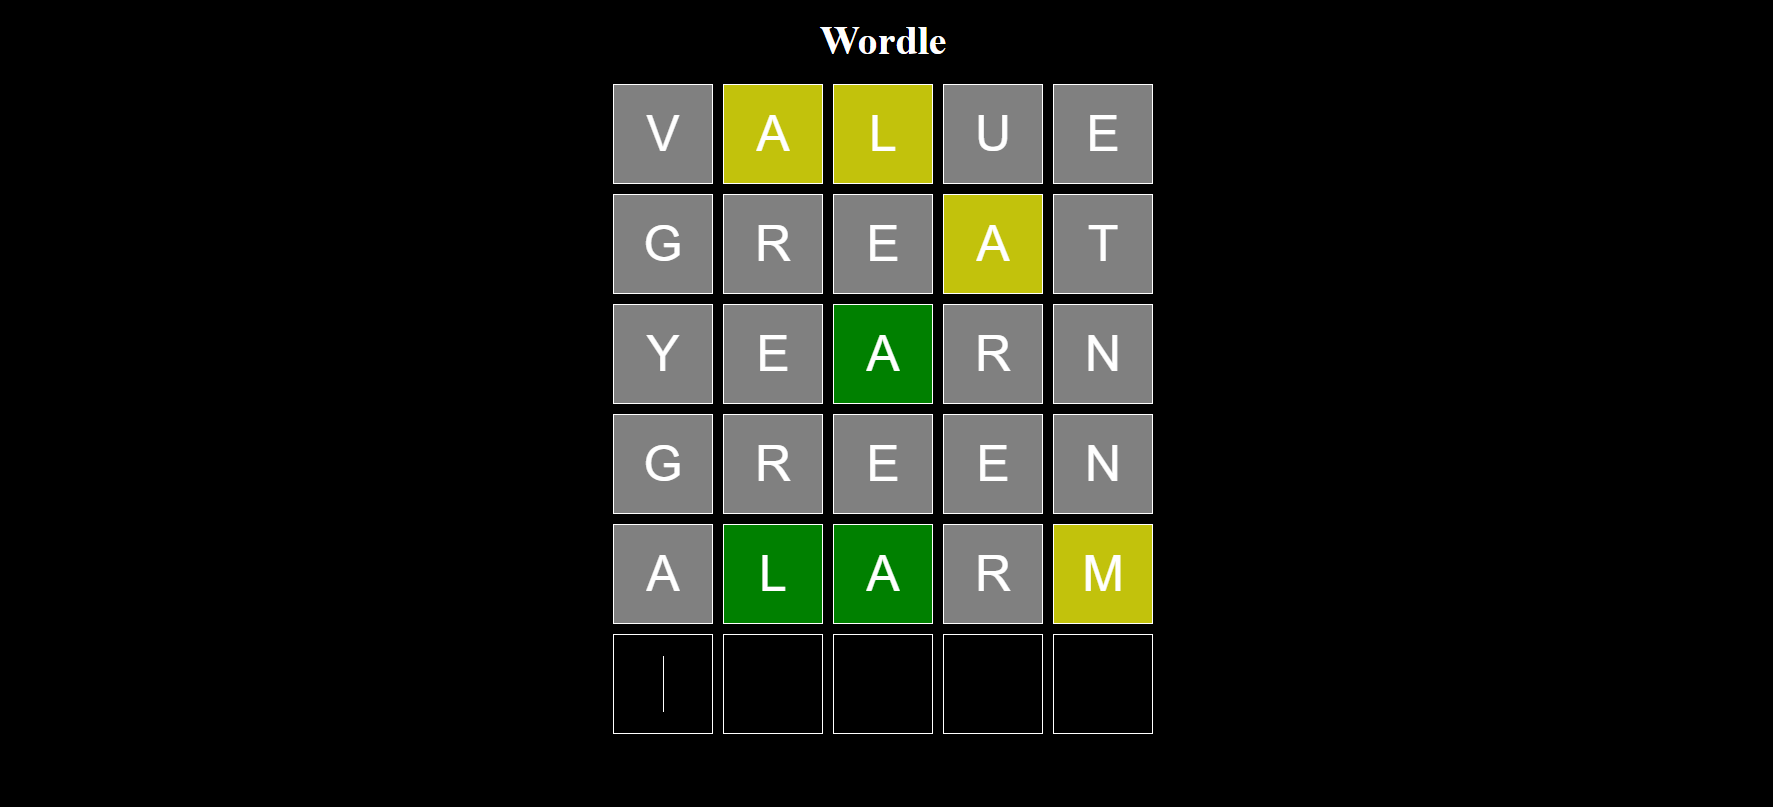 Wordle
V A L U E
G R E A T
Y E A R N
G R E E N
A L A R M